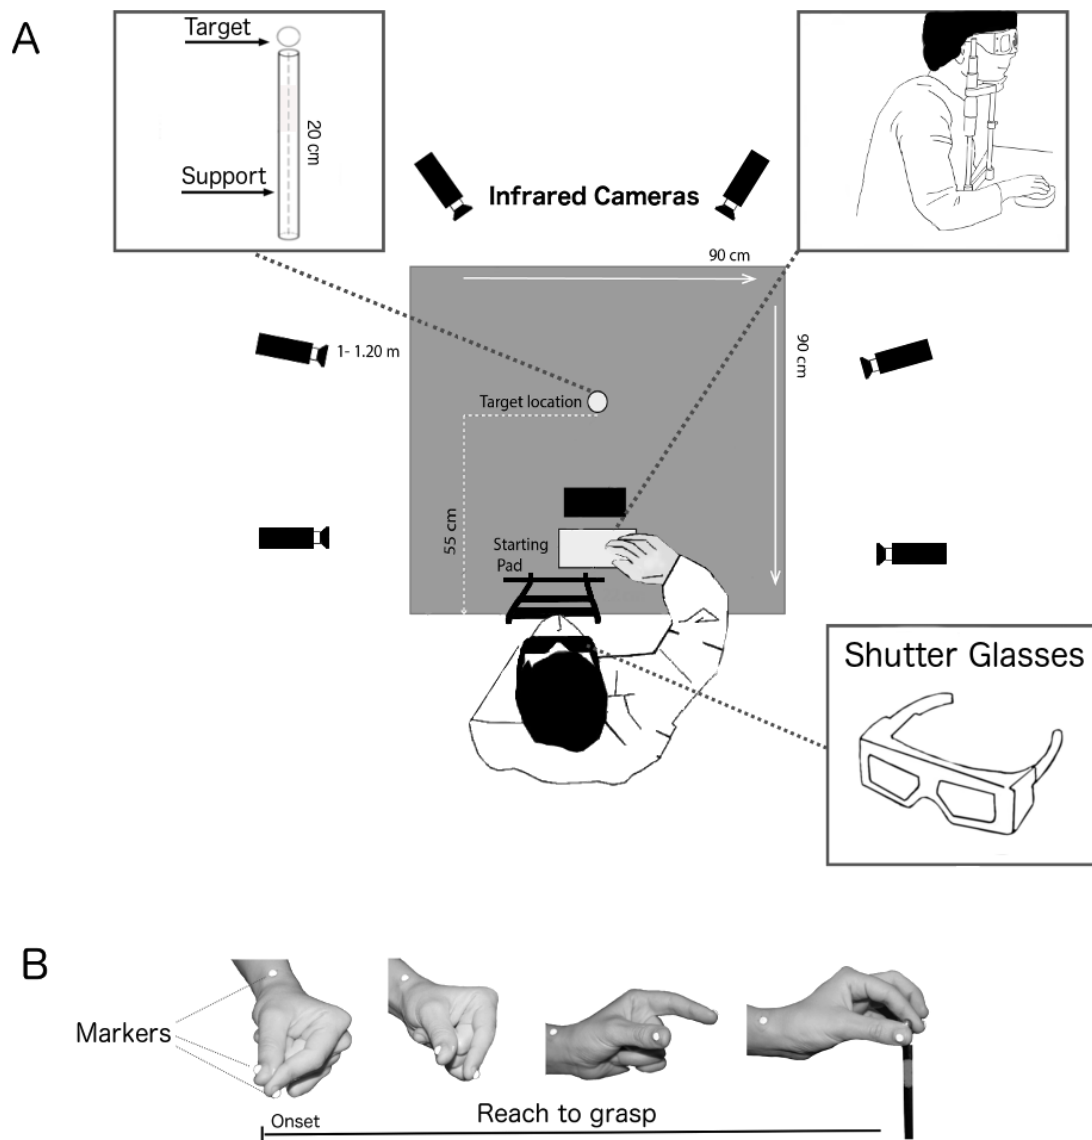 A
Target
20 cm
Support
Infrared Cameras
90 cm
90 cm
1- 1.20 m
Target location
55 cm
Starting
Pad
Shutter Glasses
B
Markers
Onset
Reach to grasp